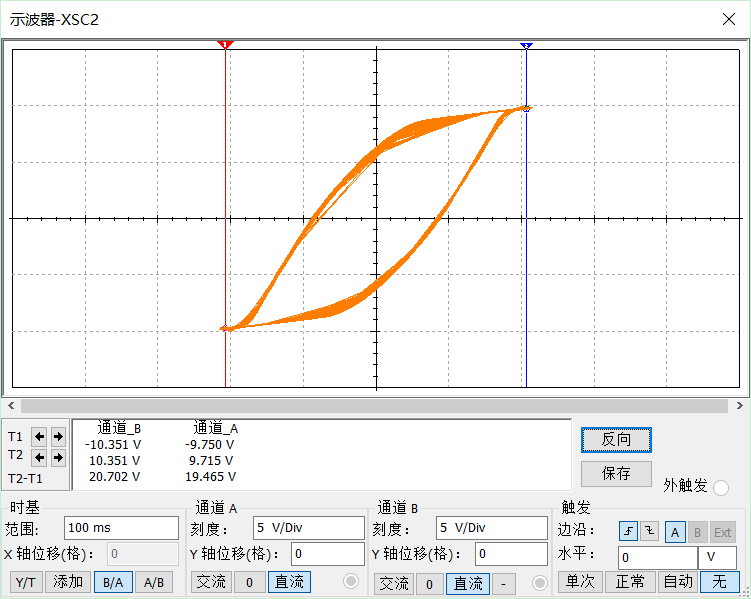 示波器-XSC2
1
2
通道_B 通道_A
T1 -10.351 V -9.750 V
T2 10.351 V 9.715 V
T2-T1 20.702 V 19.465 V
反向
保存
外触发
时基
范围: 100 ms
X 轴位移(格): 0
Y/T 添加 B/A A/B
通道 A
刻度: 5 V/Div
Y 轴位移(格): 0
交流 0 直流
通道 B
刻度: 5 V/Div
Y 轴位移(格): 0
交流 0 直流 -
触发
边沿: A B Ext
水平: 0 V
单次 正常 自动 无